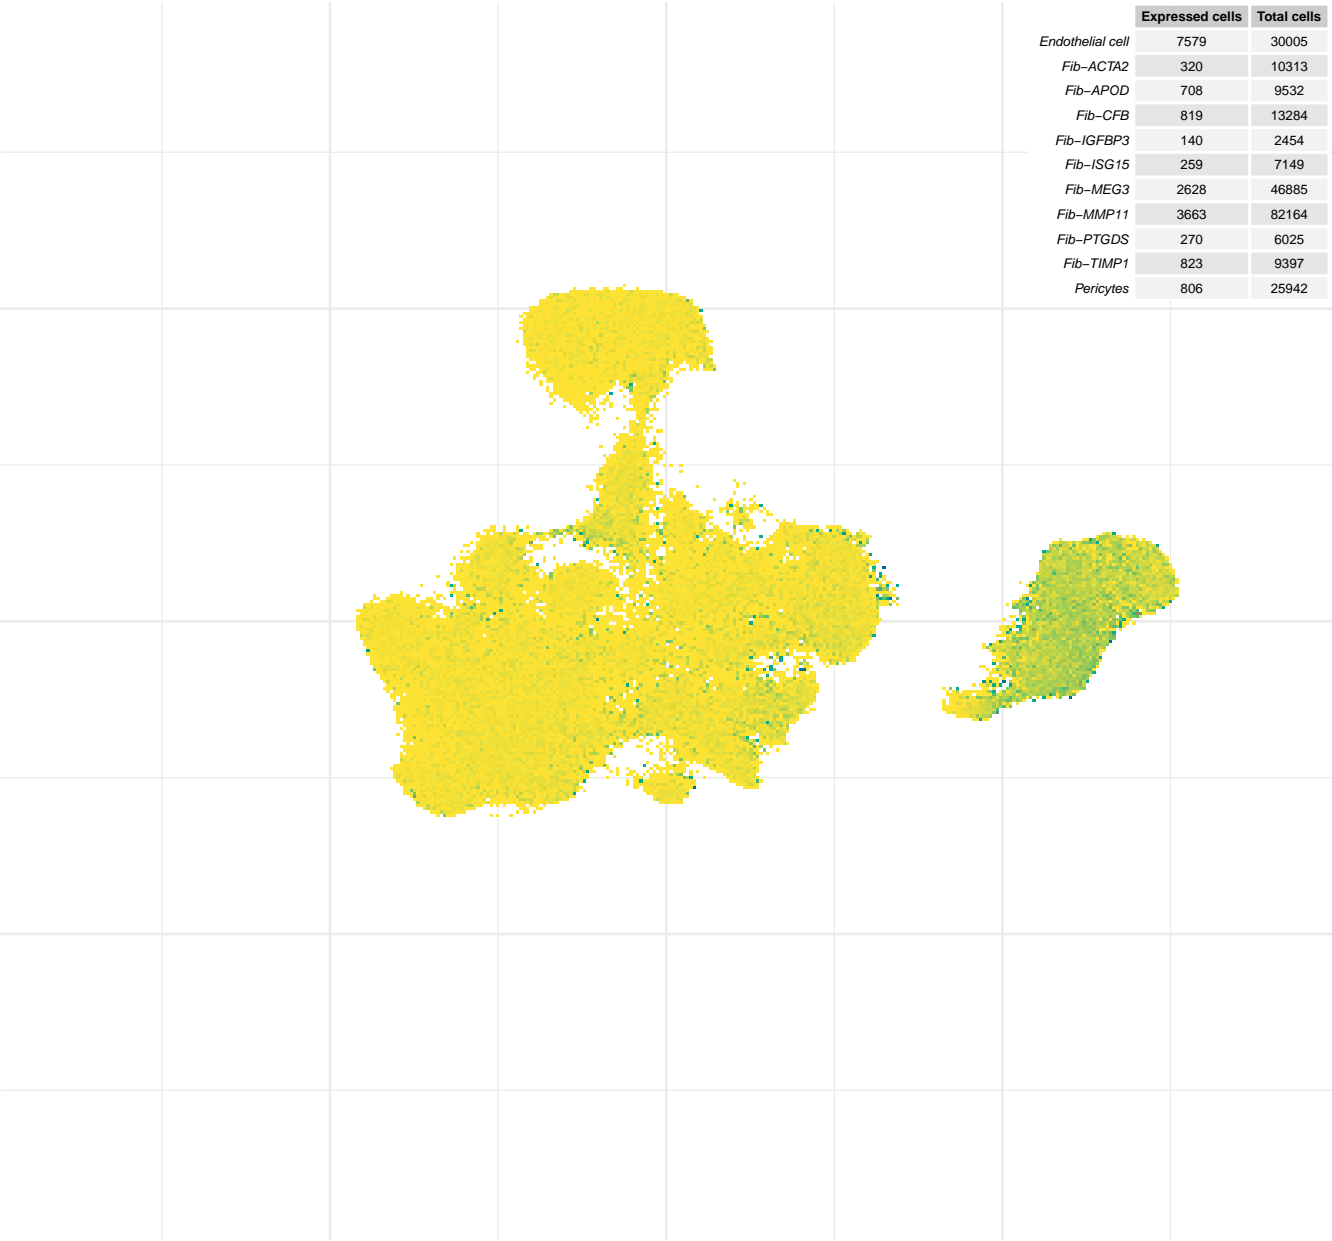 Expressed cells Total cells
Endothelial cell 7579 30005
Fib−ACTA2 320 10313
Fib−APOD 708 9532
Fib−CFB 819 13284
Fib−IGFBP3 140 2454
Fib−ISG15 259 7149
Fib−MEG3 2628 46885
Fib−MMP11 3663 82164
Fib−PTGDS 270 6025
Fib−TIMP1 823 9397
Pericytes 806 25942